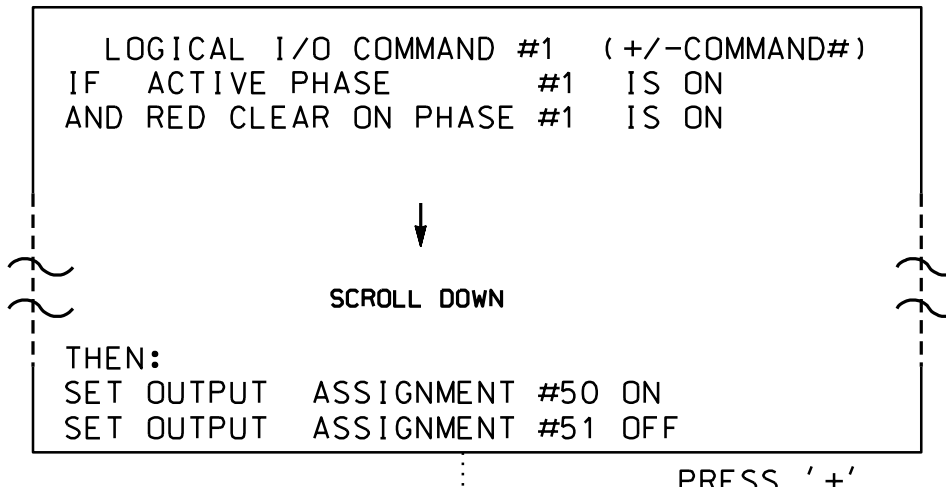 LOGICAL I/O COMMAND #1 (+/-COMMAND#)
IF ACTIVE PHASE #1 IS ON
AND RED CLEAR ON PHASE #1 IS ON
SCROLL DOWN
THEN:
SET OUTPUT ASSIGNMENT #50 ON
SET OUTPUT ASSIGNMENT #51 OFF
PRESS '+'